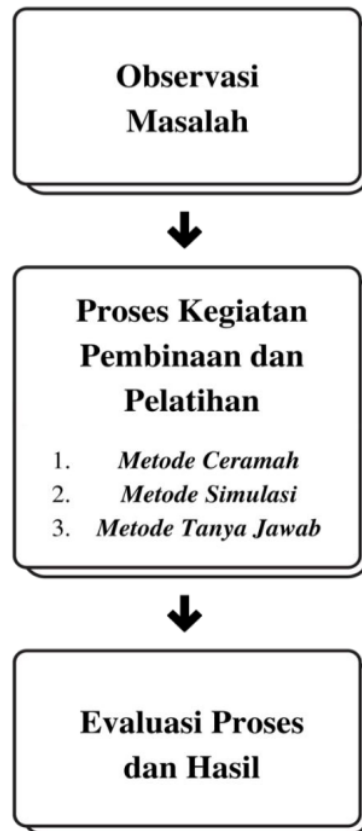 Observasi
Masalah
Proses Kegiatan
Pembinaan dan
Pelatihan
1. Metode Ceramah
2. Metode Simulasi
3. Metode Tanya Jawab
Evaluasi Proses
dan Hasil